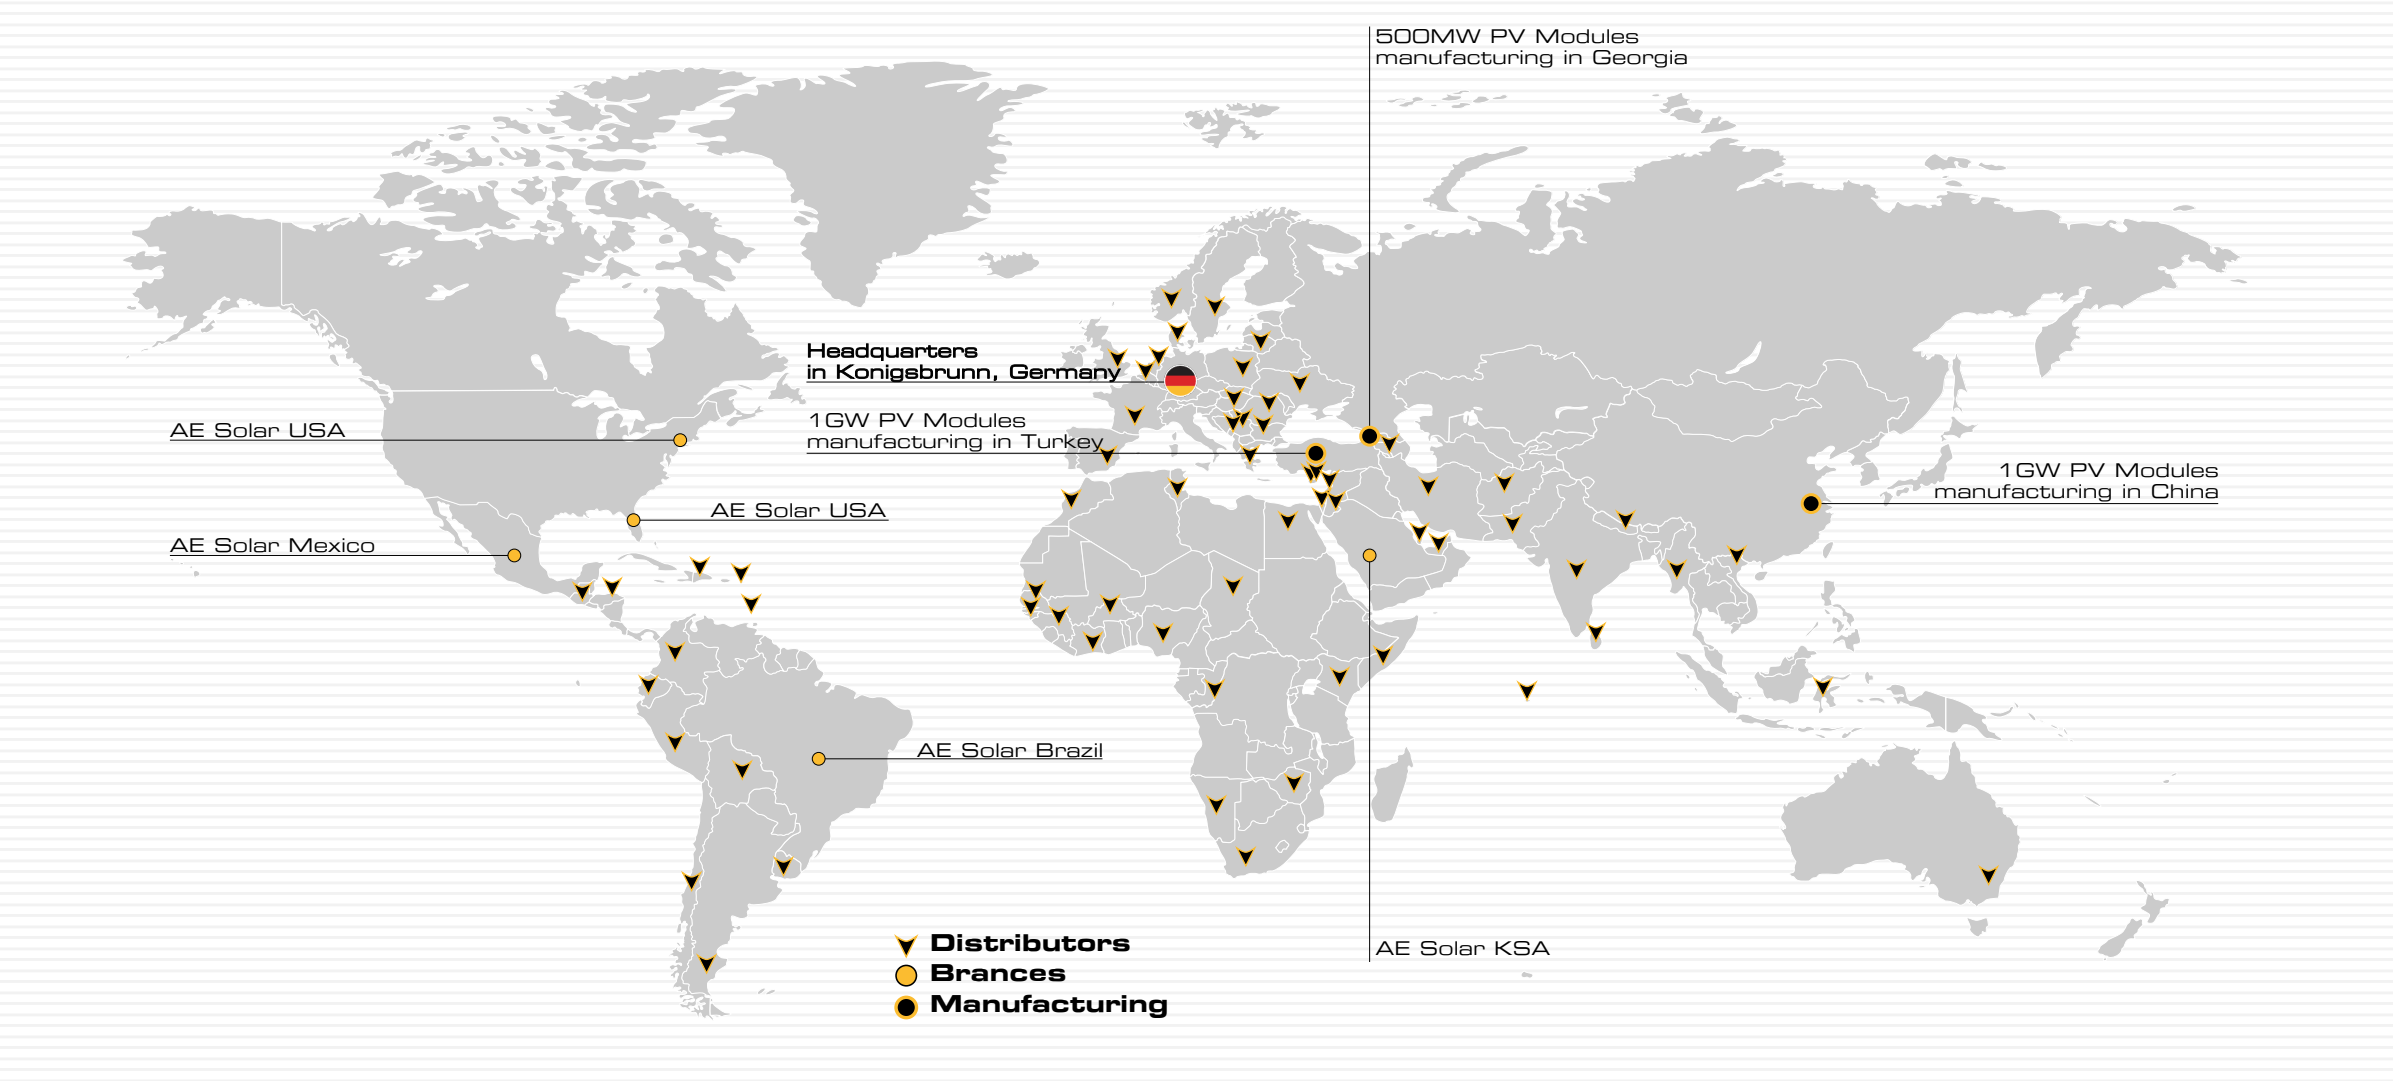 500MW PV Modules
manufacturing in Georgia
Headquarters
in Konigsbrunn, Germany
1GW PV Modules
manufacturing in Turkey
AE Solar USA
1GW PV Modules
manufacturing in China
AE Solar USA
AE Solar Mexico
AE Solar Brazil
Distributors
AE Solar KSA
Brances
Manufacturing